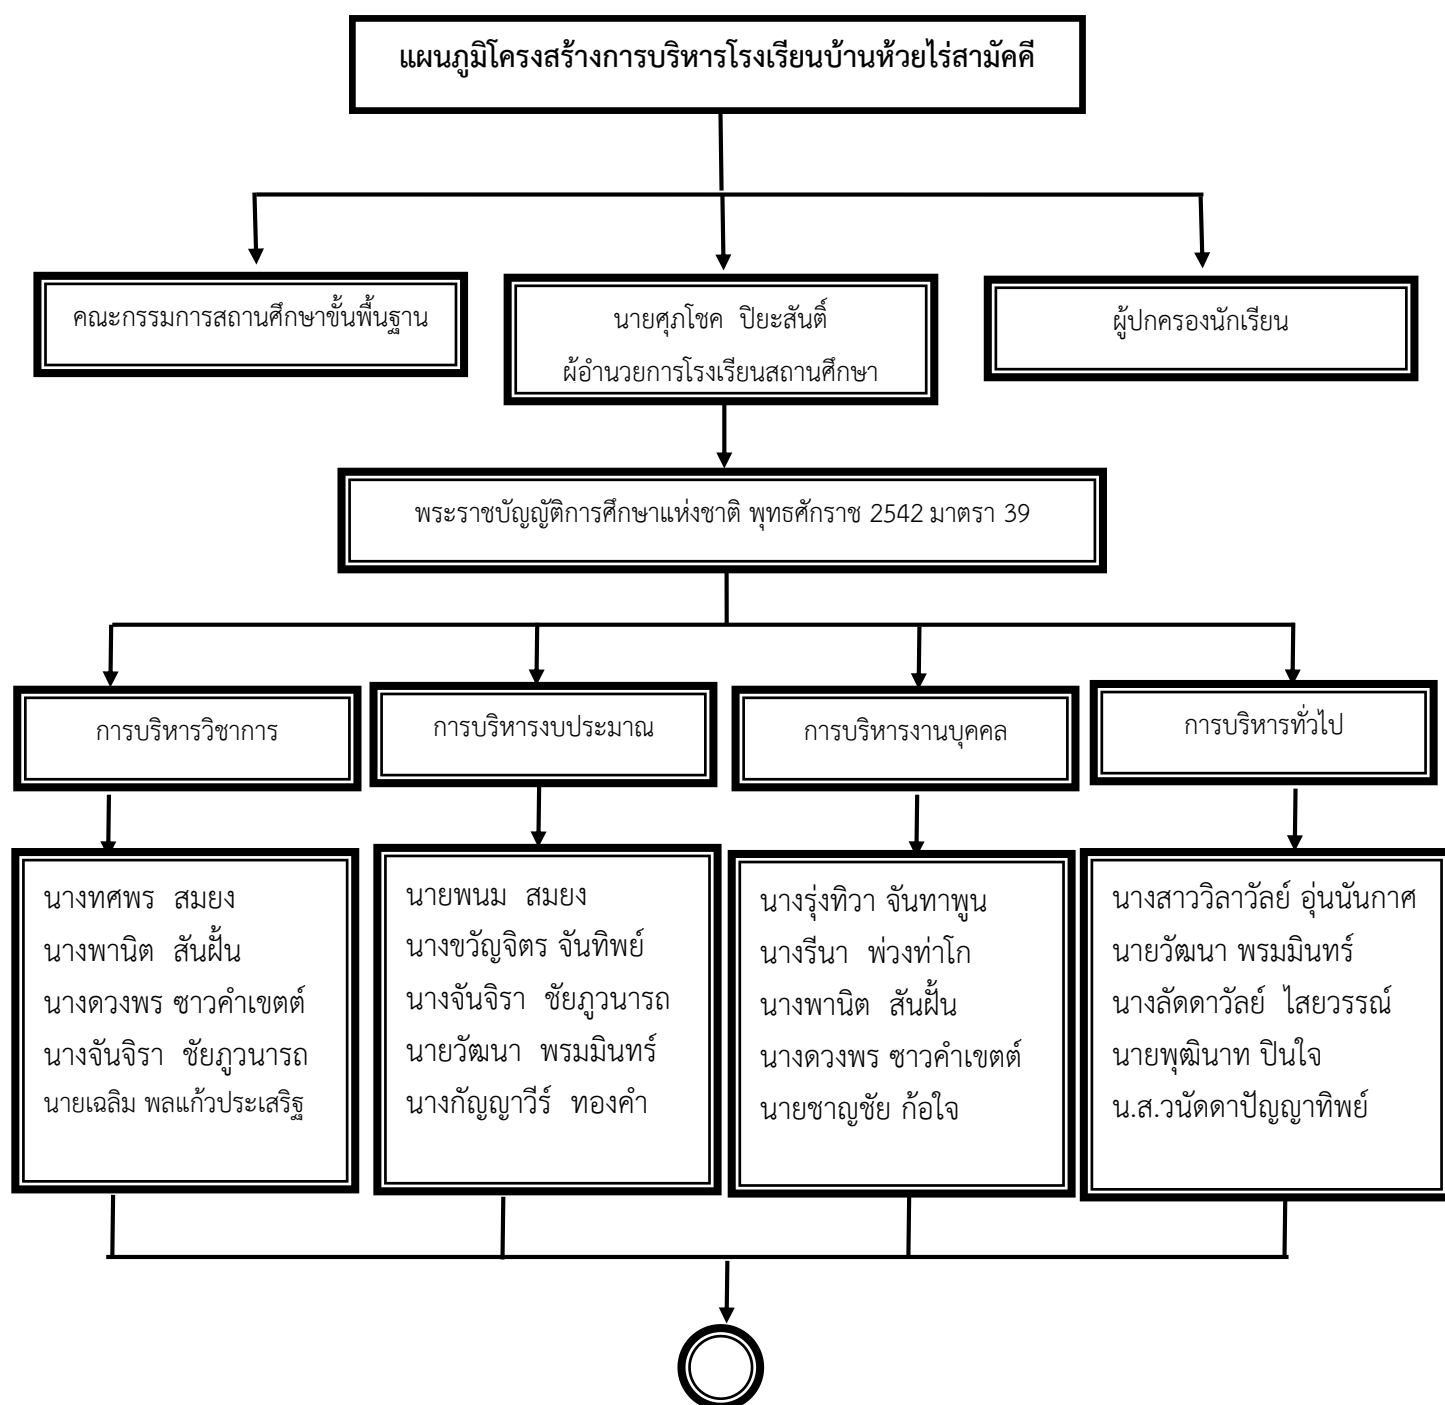 แผนภูมิโครงสร้างการบริหารโรงเรียนบ้านห้วยไร่สามัคคี
คณะกรรมการสถานศึกษาขั้นพื้นฐาน
นายศุภโชค ปิยะสันติ์
ผ้อำนวยการโรงเรียนสถานศึกษา
ผู้ปกครองนักเรียน
พระราชบัญญัติการศึกษาแห่งชาติ พุทธศักราช 2542 มาตรา 39
การบริหารวิชาการ
การบริหารงบประมาณ
การบริหารงานบุคคล
การบริหารทั่วไป
นางทศพร สมยง
นางพานิต สันฝั้น
นางดวงพร ซาวคำเขตต์
นางจันจิรา ชัยภูวนารถ
นายเฉลิม พลแก้วประเสริฐ
นายพนม สมยง
นางขวัญจิตร จันทิพย์
นางจันจิรา ชัยภูวนารถ
นายวัฒนา พรมมินทร์
นางกัญญาวีร์ ทองคำ
นางรุ่งทิวา จันทาพูน
นางรีนา พ่วงท่าโก
นางพานิต สันฝั้น
นางดวงพร ซาวคำเขตต์
นายชาญชัย ก้อใจ
นางสาววิลาวัลย์ อุ่นนันกาศ
นายวัฒนา พรมมินทร์
นางลัดดาวัลย์ ไสยวรรณ์
นายพุฒินาท ปินใจ
น.ส.วนัดดาปัญญาทิพย์